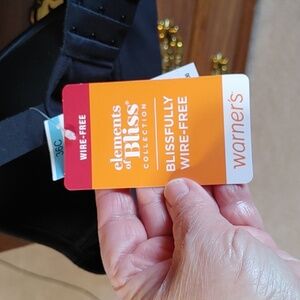 WIRE-FREE
elements
of Bliss®
COLLECTION
BLISSFULLY
WIRE-FREE
warner's
36C